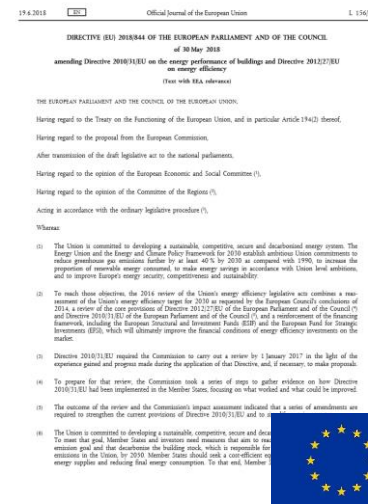 19.6.2018
EN
Official Journal of the European Union
L 156/
DIRECTIVE (EU) 2018/844 OF THE EUROPEAN PARLIAMENT AND OF THE COUNCIL
of 30 May 2018
amending Directive 2010/31/EU on the energy performance of buildings and Directive 2012/27/EU
on energy efficiency
(Text with EEA relevance)
THE EUROPEAN PARLIAMENT AND THE COUNCIL OF THE EUROPEAN UNION,
Having regard to the Treaty on the Functioning of the European Union, and in particular Article 194(2) thereof,
Having regard to the proposal from the European Commission,
After transmission of the draft legislative act to the national parliaments,
Having regard to the opinion of the European Economic and Social Committee (¹),
Having regard to the opinion of the Committee of the Regions (²),
Acting in accordance with the ordinary legislative procedure (³),
Whereas:
(1) The Union is committed to developing a sustainable, competitive, secure and decarbonised energy system. The
Energy Union and the Energy and Climate Policy Framework for 2030 establish ambitious Union commitments to
reduce greenhouse gas emissions further by at least 40 % by 2030 as compared with 1990, to increase the
proportion of renewable energy consumed, to make energy savings in accordance with Union level ambitions,
and to improve Europe's energy security, competitiveness and sustainability.
(2) To reach those objectives, the 2016 review of the Union's energy efficiency legislative acts combines a reas-
sessment of the Union's energy efficiency target for 2030 as requested by the European Council's conclusions of
2014, a review of the core provisions of Directive 2012/27/EU of the European Parliament and of the Council (⁴)
and Directive 2010/31/EU of the European Parliament and of the Council (⁵), and a reinforcement of the financing
framework, including the European Structural and Investment Funds (ESIF) and the European Fund for Strategic
Investments (EFSI), which will ultimately improve the financial conditions of energy efficiency investments on the
market.
(3) Directive 2010/31/EU required the Commission to carry out a review by 1 January 2017 in the light of the
experience gained and progress made during the application of that Directive, and, if necessary, to make proposals.
(4) To prepare for that review, the Commission took a series of steps to gather evidence on how Directive
2010/31/EU had been implemented in the Member States, focusing on what worked and what could be improved.
(5) The outcome of the review and the Commission's impact assessment indicated that a series of amendments are
required to strengthen the current provisions of Directive 2010/31/EU and to
(6) The Union is committed to developing a sustainable, competitive, secure and
To meet that goal, Member States and investors need measures that aim to
emission goal and that decarbonise the building stock, which is responsible for
emissions in the Union, by 2050. Member States should seek a cost-efficient
energy supplies and reducing final energy consumption. To that end, Member